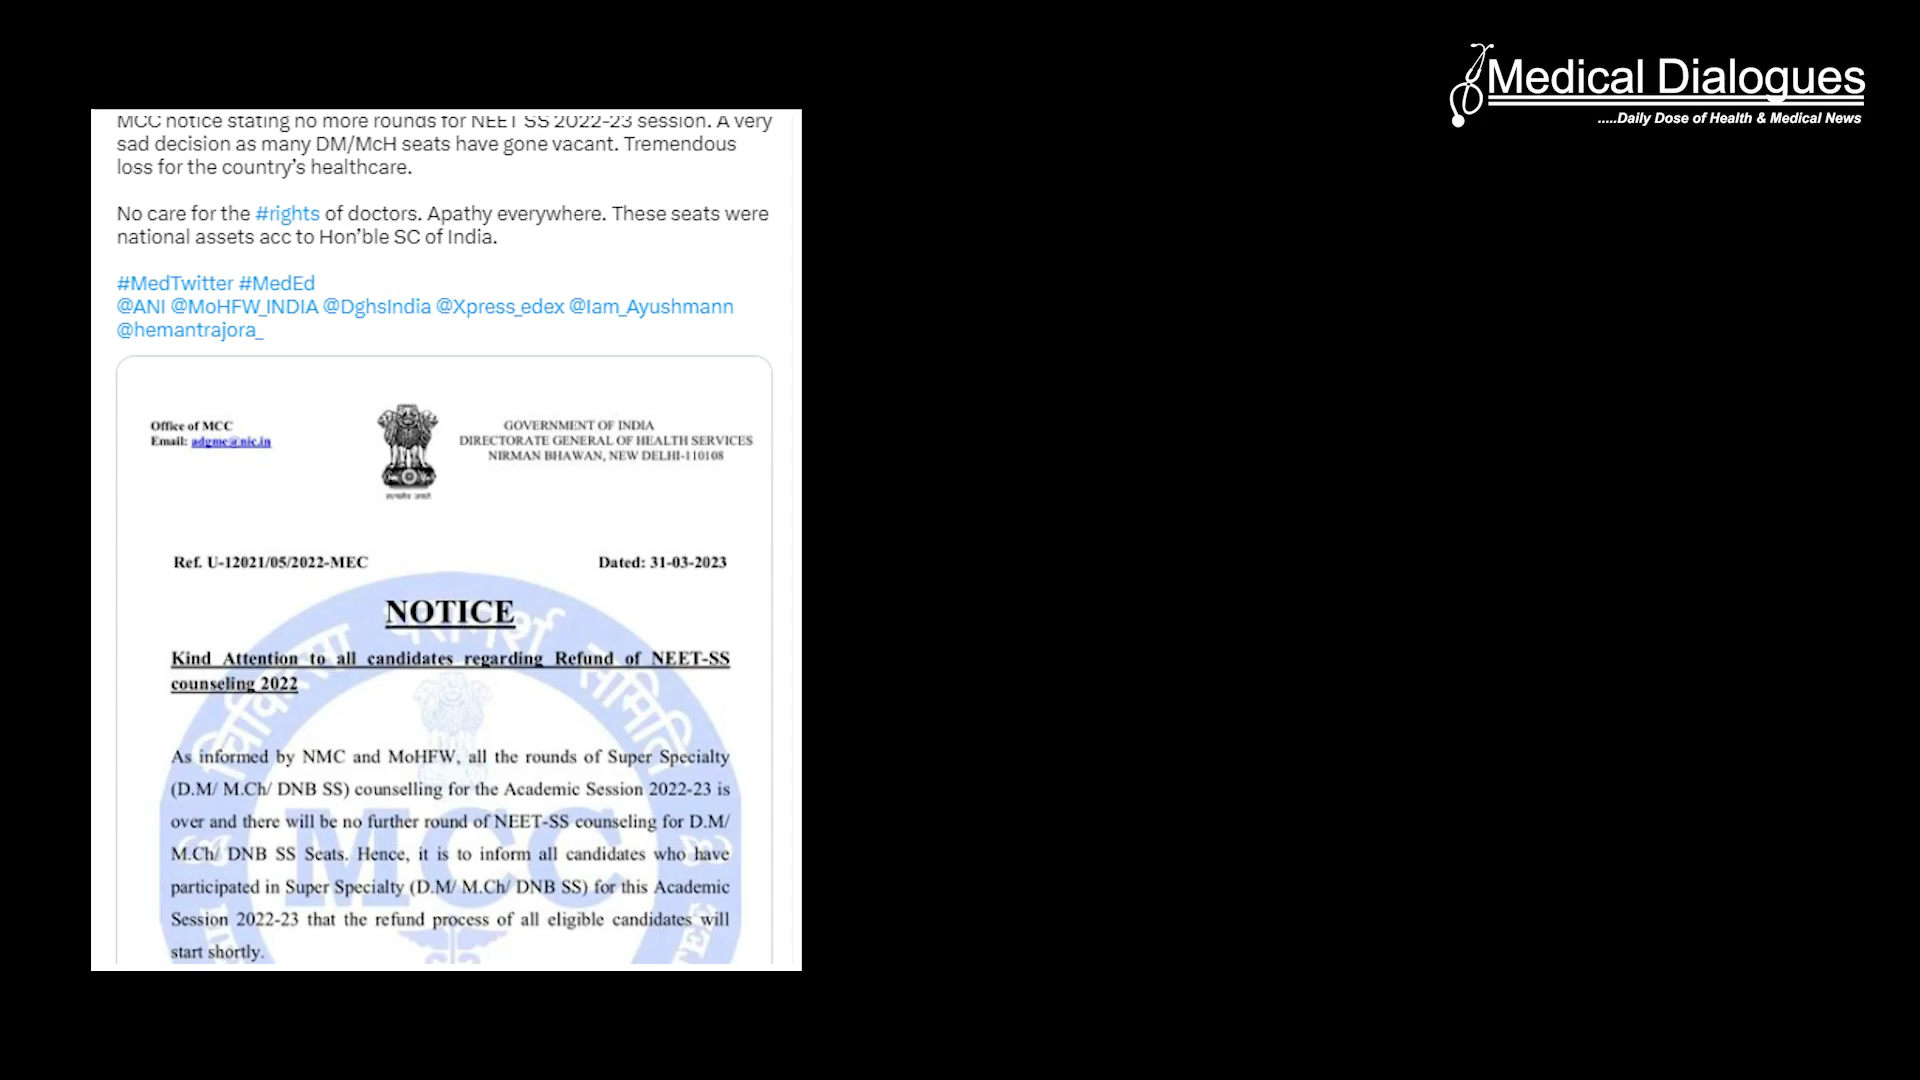 Medical Dialogues
.....Daily Dose of Health & Medical News
MCC notice stating no more rounds for NEET SS 2022-23 session. A very
sad decision as many DM/McH seats have gone vacant. Tremendous
loss for the country's healthcare.
No care for the #rights of doctors. Apathy everywhere. These seats were
national assets acc to Hon'ble SC of India.
#MedTwitter #MedEd
@ANI @MoHFW_INDIA @DghsIndia @Xpress_edex @Iam_Ayushmann
@hemantrajora_
Office of MCC
Email: adgme@nic.in
GOVERNMENT OF INDIA
DIRECTORATE GENERAL OF HEALTH SERVICES
NIRMAN BHAWAN, NEW DELHI-110108
सत्यमेव जयते
Ref. U-12021/05/2022-MEC
Dated: 31-03-2023
NOTICE
Kind Attention to all candidates regarding Refund of NEET-SS
counseling 2022
As informed by NMC and MoHFW, all the rounds of Super Specialty
(D.M/ M.Ch/ DNB SS) counselling for the Academic Session 2022-23 is
over and there will be no further round of NEET-SS counseling for D.M/
M.Ch/ DNB SS Seats. Hence, it is to inform all candidates who have
participated in Super Specialty (D.M/ M.Ch/ DNB SS) for this Academic
Session 2022-23 that the refund process of all eligible candidates will
start shortly.
चिकित्सा परामर्श समिति
MCC